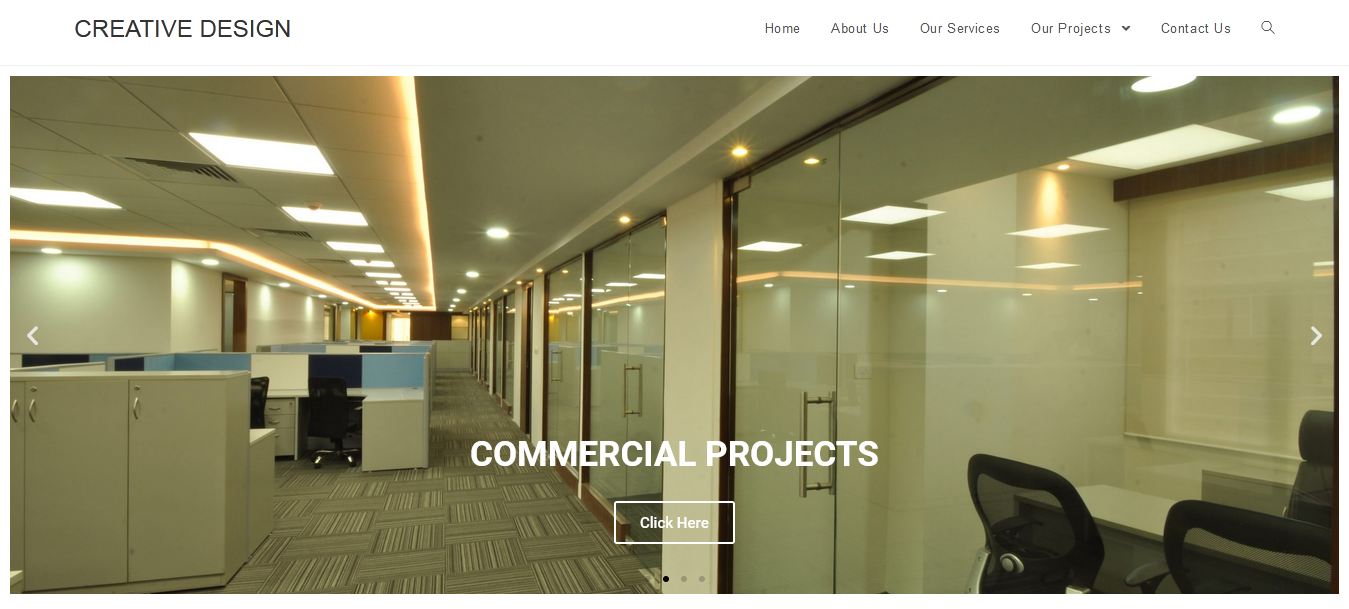 CREATIVE DESIGN
Home About Us Our Services Our Projects Contact Us
COMMERCIAL PROJECTS
Click Here